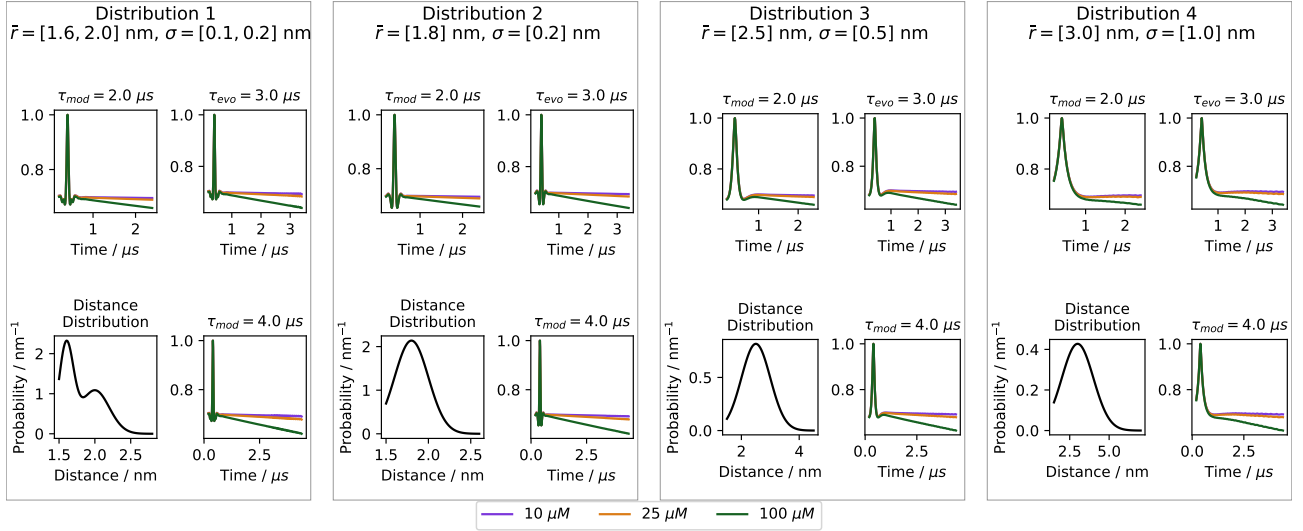 Distribution 1
r̄ = [1.6, 2.0] nm, σ = [0.1, 0.2] nm
τmod = 2.0 μs
τevo = 3.0 μs
1.0
0.8
0.8
1
2
1
2
3
Time / μs
Time / μs
Distance
Distribution
τmod = 4.0 μs
Probability / nm⁻¹
2
1
0
0.8
1.5
2.0
2.5
0.0
2.5
Distance / nm
Time / μs
Distribution 2
r̄ = [1.8] nm, σ = [0.2] nm
τmod = 2.0 μs
τevo = 3.0 μs
1.0
0.8
0.8
1
2
1
2
3
Time / μs
Time / μs
Distance
Distribution
τmod = 4.0 μs
Probability / nm⁻¹
2
1
0
0.8
1.5
2.0
2.5
0.0
2.5
Distance / nm
Time / μs
Distribution 3
r̄ = [2.5] nm, σ = [0.5] nm
τmod = 2.0 μs
τevo = 3.0 μs
1.0
0.8
1.0
0.8
1
2
1
2
3
Time / μs
Time / μs
Distance
Distribution
τmod = 4.0 μs
Probability / nm⁻¹
0.5
0.0
1.0
0.8
2
4
0.0
2.5
Distance / nm
Time / μs
Distribution 4
r̄ = [3.0] nm, σ = [1.0] nm
τmod = 2.0 μs
τevo = 3.0 μs
1.0
0.8
1.0
0.8
1
2
1
2
3
Time / μs
Time / μs
Distance
Distribution
τmod = 4.0 μs
Probability / nm⁻¹
0.4
0.2
0.0
1.0
0.8
2.5
5.0
0.0
2.5
Distance / nm
Time / μs
10 μM
25 μM
100 μM